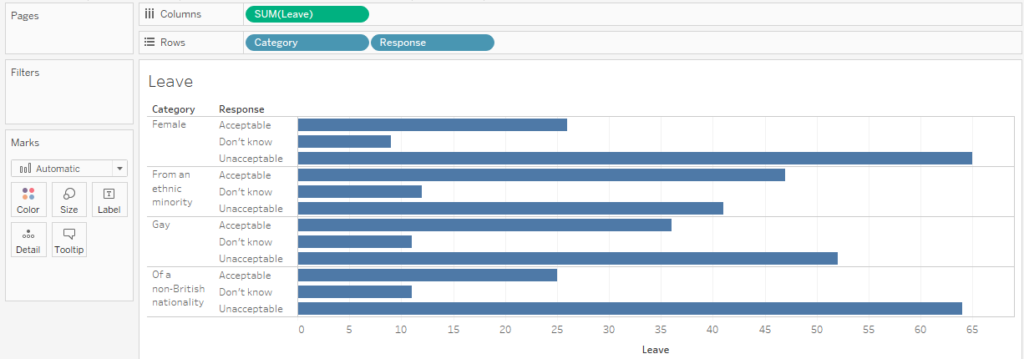 Pages
Columns
SUM(Leave)
Rows
Category
Response
Filters
Marks
Automatic
Color
Size
Label
Detail
Tooltip
Leave
Category Response
Female
Acceptable
Don't know
Unacceptable
From an
ethnic
minority
Acceptable
Don't know
Unacceptable
Gay
Acceptable
Don't know
Unacceptable
Of a
non-British
nationality
Acceptable
Don't know
Unacceptable
0 5 10 15 20 25 30 35 40 45 50 55 60 65
Leave